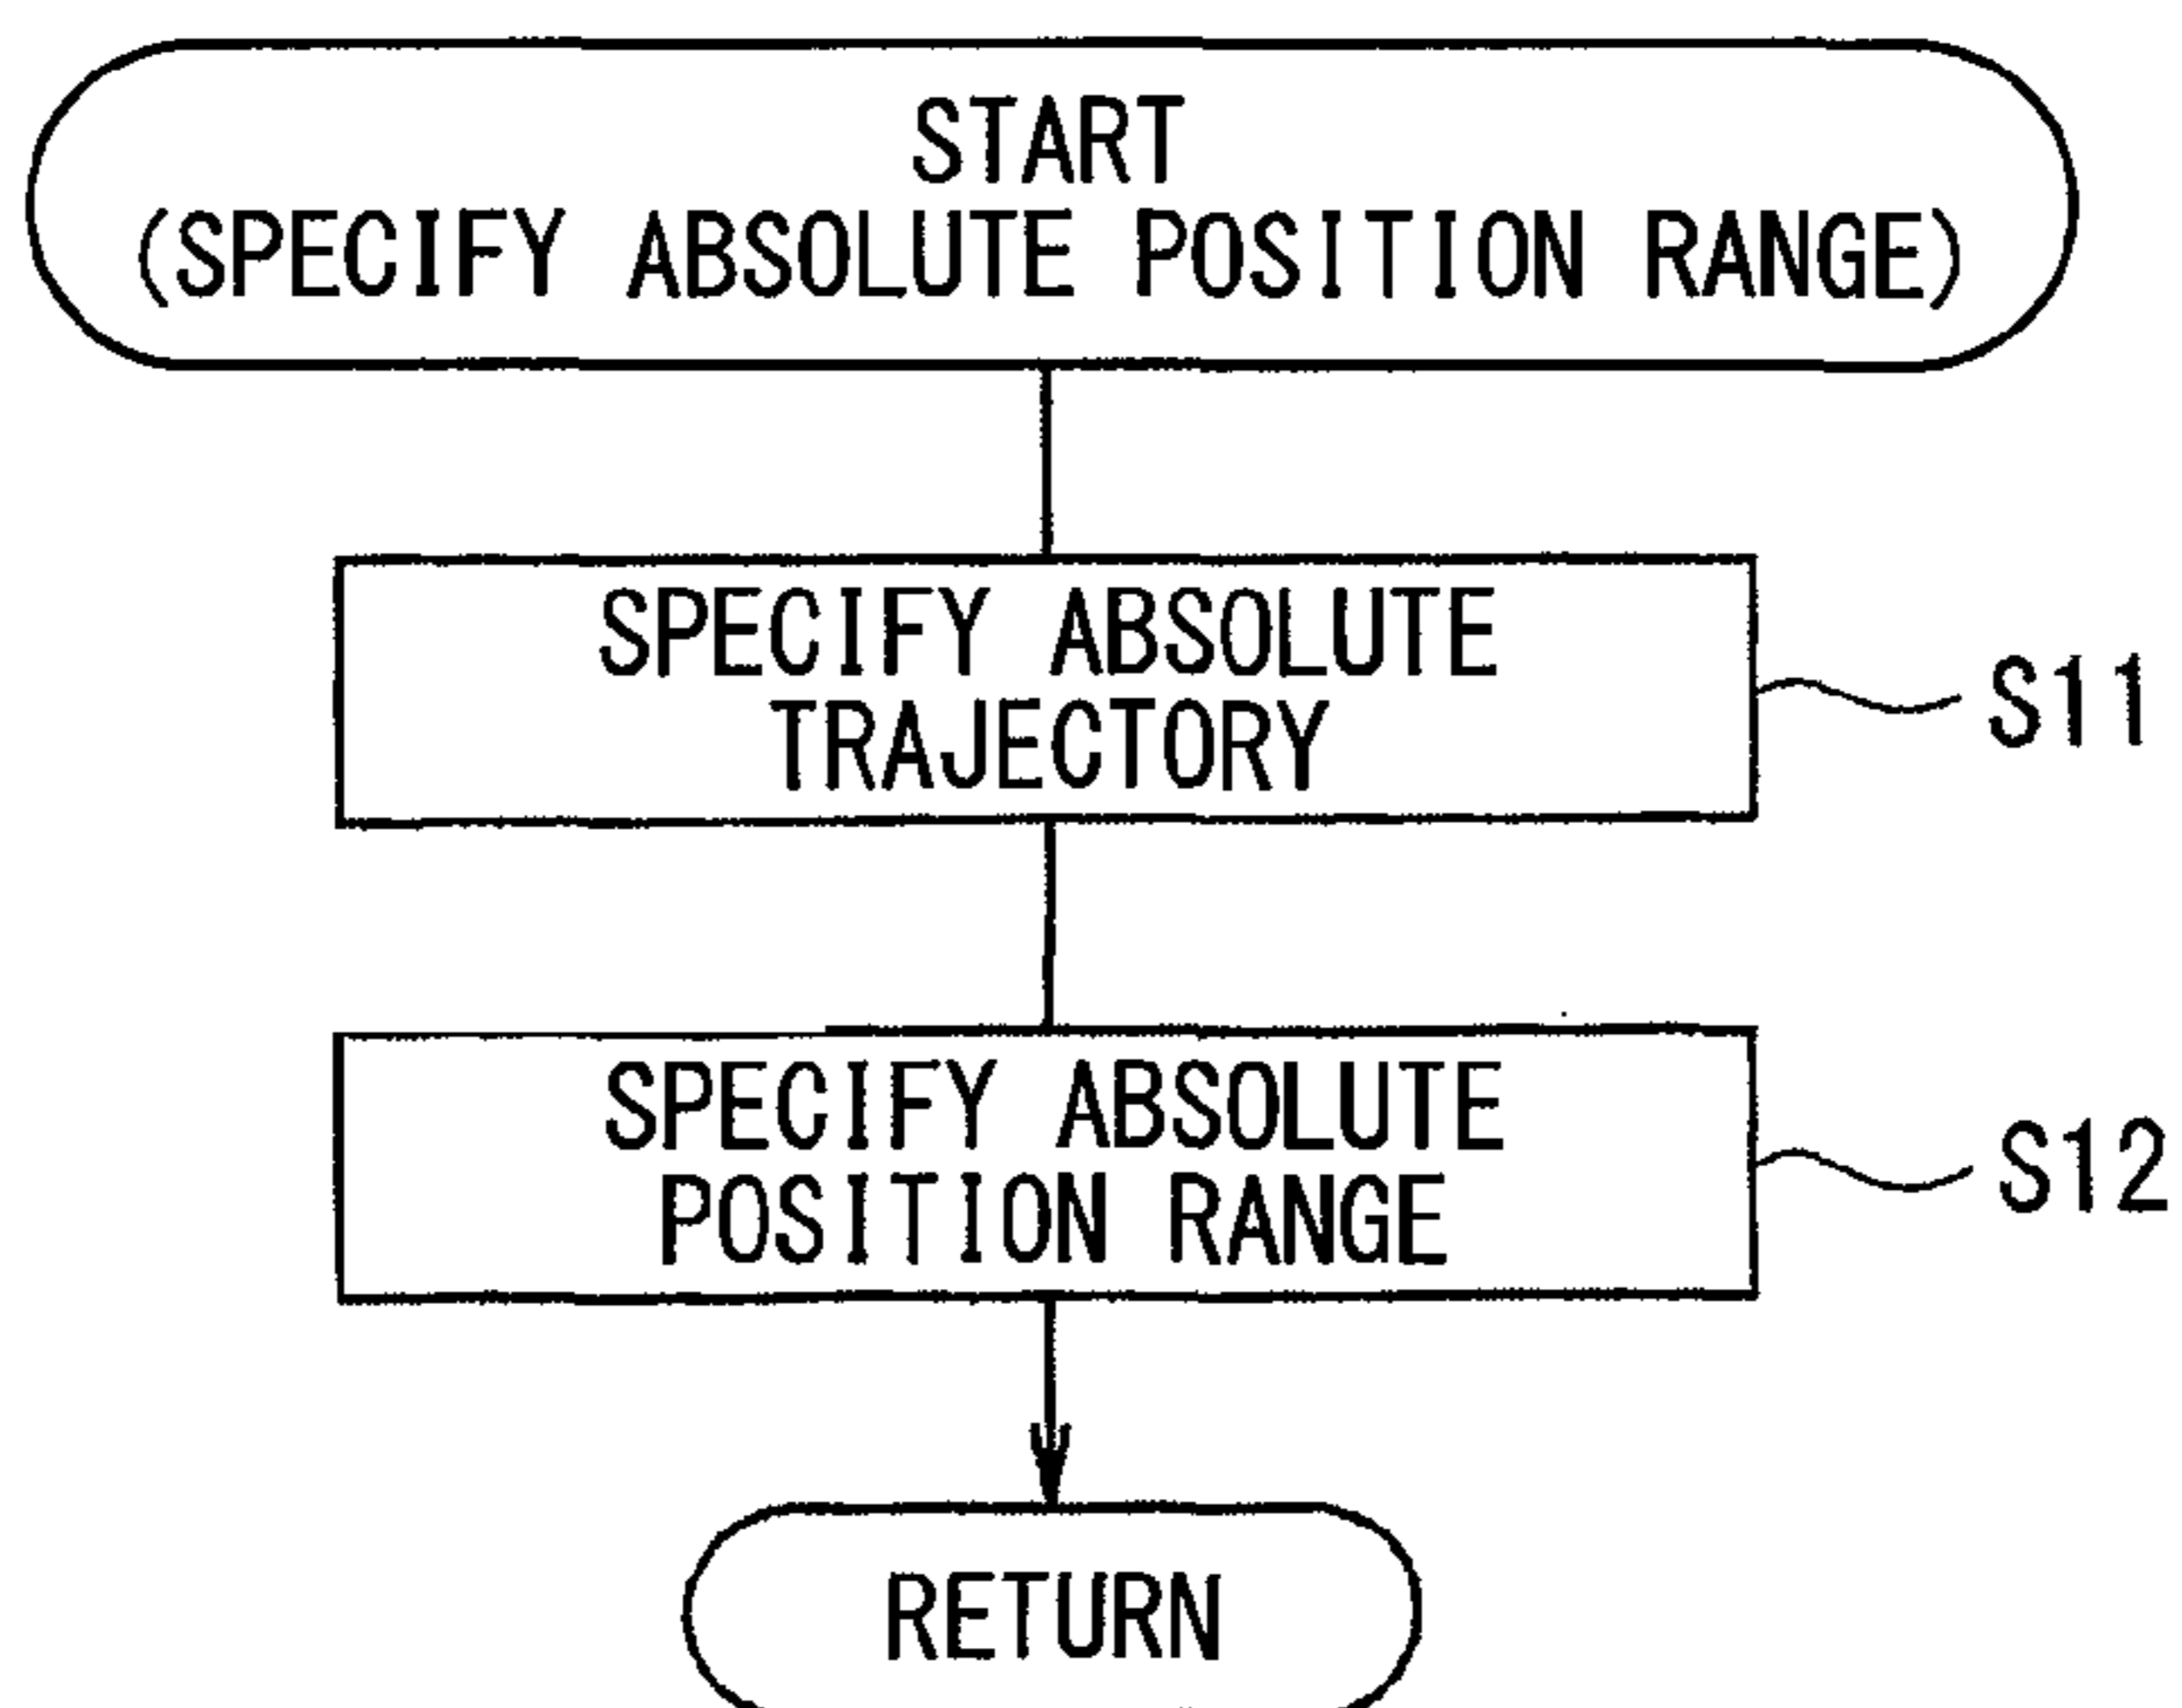 START
(SPECIFY ABSOLUTE POSITION RANGE)
SPECIFY ABSOLUTE
TRAJECTORY
S11
SPECIFY ABSOLUTE
POSITION RANGE
S12
RETURN